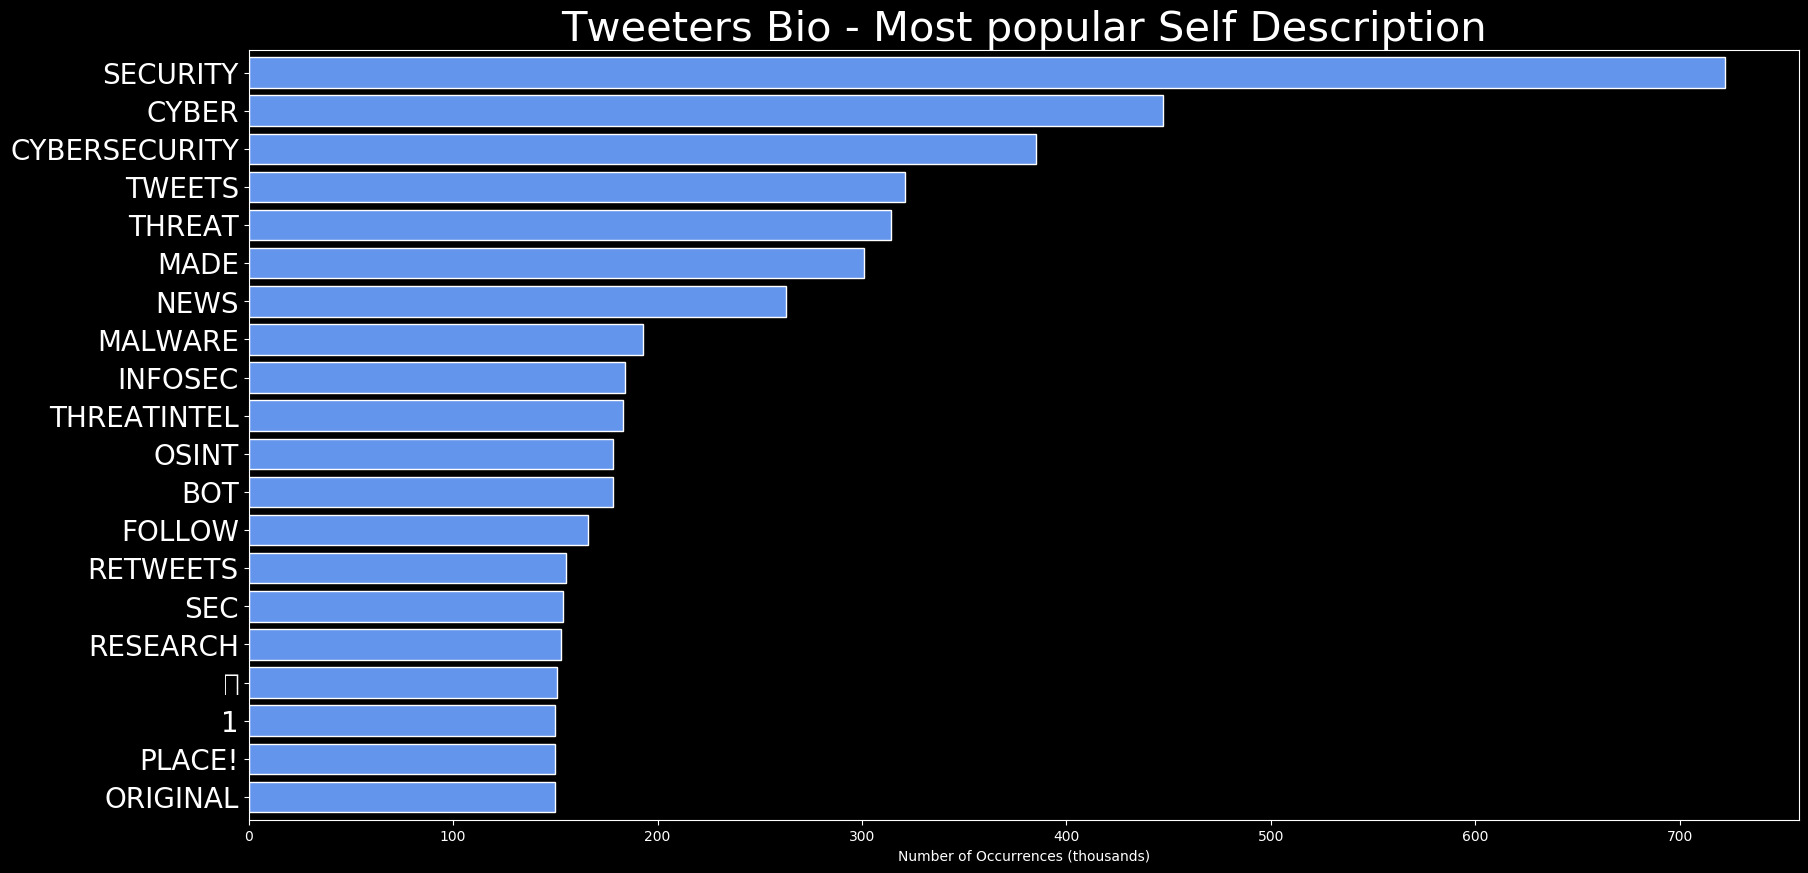 Tweeters Bio - Most popular Self Description
SECURITY
CYBER
CYBERSECURITY
TWEETS
THREAT
MADE
NEWS
MALWARE
INFOSEC
THREATINTEL
OSINT
BOT
FOLLOW
RETWEETS
SEC
RESEARCH
1
PLACE!
ORIGINAL
0 100 200 300 400 500 600 700
Number of Occurrences (thousands)